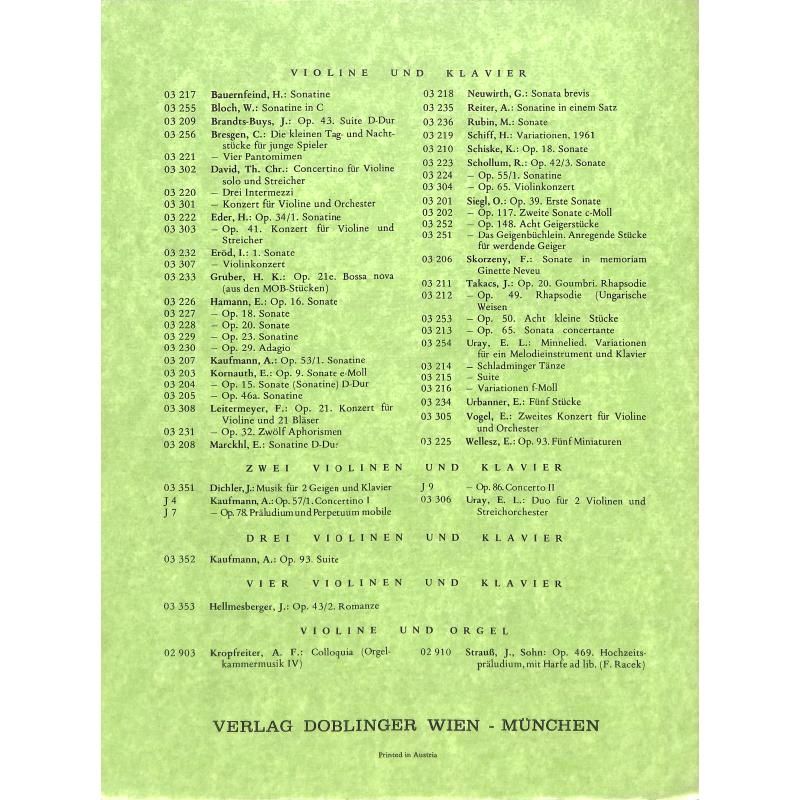 VIOLINE UND KLAVIER
03 217 Bauernfeind, H.: Sonatine
03 255 Bloch, W.: Sonatine in C
03 209 Brandts-Buys, J.: Op. 43. Suite D-Dur
03 256 Bresgen, C.: Die kleinen Tag- und Nacht-
stücke für junge Spieler
03 221 – Vier Pantomimen
03 302 David, Th. Chr.: Concertino für Violine
solo und Streicher
03 220 – Drei Intermezzi
03 301 – Konzert für Violine und Orchester
03 222 Eder, H.: Op. 34/1. Sonatine
03 303 – Op. 41. Konzert für Violine und
Streicher
03 232 Eröd, I.: 1. Sonate
03 307 – Violinkonzert
03 233 Gruber, H. K.: Op. 21e. Bossa nova
(aus den MOB-Stücken)
03 226 Hamann, E.: Op. 16. Sonate
03 227 – Op. 18. Sonate
03 228 – Op. 20. Sonate
03 229 – Op. 23. Sonatine
03 230 – Op. 29. Adagio
03 207 Kaufmann, A.: Op. 53/1. Sonatine
03 203 Kornauth, E.: Op. 9. Sonate e-Moll
03 204 – Op. 15. Sonate (Sonatine) D-Dur
03 205 – Op. 46a. Sonatine
03 308 Leitermeyer, F.: Op. 21. Konzert für
Violine und 21 Bläser
03 231 – Op. 32. Zwölf Aphorismen
03 208 Marckhl, E.: Sonatine D-Dur
03 218 Neuwirth, G.: Sonata brevis
03 235 Reiter, A.: Sonatine in einem Satz
03 236 Rubin, M.: Sonate
03 219 Schiff, H.: Variationen, 1961
03 210 Schiske, K.: Op. 18. Sonate
03 223 Schollum, R.: Op. 42/3. Sonate
03 224 – Op. 55/1. Sonatine
03 304 – Op. 65. Violinkonzert
03 201 Siegl, O.: Op. 39. Erste Sonate
03 202 – Op. 117. Zweite Sonate c-Moll
03 252 – Op. 148. Acht Geigerstücke
03 251 – Das Geigenbüchlein. Anregende Stücke
für werdende Geiger
03 206 Skorzeny, F.: Sonate in memoriam
Ginette Neveu
03 211 Takacs, J.: Op. 20. Goumbri. Rhapsodie
03 212 – Op. 49. Rhapsodie (Ungarische
Weisen
03 253 – Op. 50. Acht kleine Stücke
03 213 – Op. 65. Sonata concertante
03 254 Uray, E. L.: Minnelied. Variationen
für ein Melodieinstrument und Klavier
03 214 – Schladminger Tänze
03 215 – Suite
03 216 – Variationen f-Moll
03 234 Urbanner, E.: Fünf Stücke
03 305 Vogel, E.: Zweites Konzert für Violine
und Orchester
03 225 Wellesz, E.: Op. 93. Fünf Miniaturen
ZWEI VIOLINEN UND KLAVIER
03 351 Dichler, J.: Musik für 2 Geigen und Klavier
J 4 Kaufmann, A.: Op. 57/1. Concertino I
J 7 – Op. 78. Präludium und Perpetuum mobile
J 9 – Op. 86. Concerto II
03 306 Uray, E. L.: Duo für 2 Violinen und
Streichorchester
DREI VIOLINEN UND KLAVIER
03 352 Kaufmann, A.: Op. 93. Suite
VIER VIOLINEN UND KLAVIER
03 353 Hellmesberger, J.: Op. 43/2. Romanze
VIOLINE UND ORGEL
02 903 Kropfreiter, A. F.: Colloquia (Orgel-
kammermusik IV)
02 910 Strauß, J., Sohn: Op. 469. Hochzeits-
präludium, mit Harfe ad lib. (F. Racek)
VERLAG DOBLINGER WIEN - MÜNCHEN
Printed in Austria